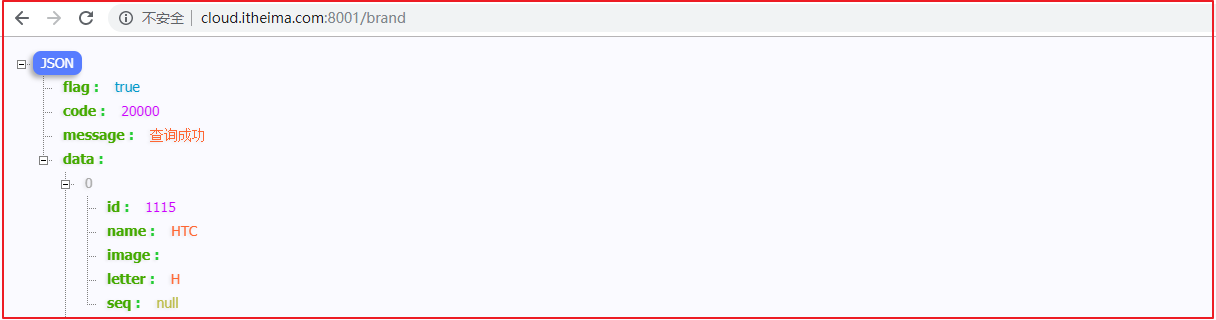 不安全 cloud.itheima.com:8001/brand
JSON
flag : true
code : 20000
message : 查询成功
data :
0
id : 1115
name : HTC
image :
letter : H
seq : null